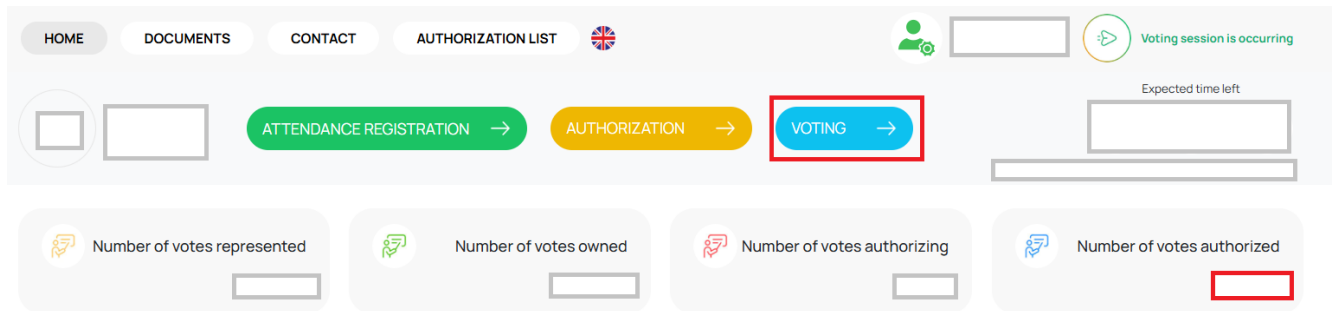 HOME DOCUMENTS CONTACT AUTHORIZATION LIST Voting session is occurring
Expected time left
ATTENDANCE REGISTRATION → AUTHORIZATION → VOTING →
Number of votes represented Number of votes owned Number of votes authorizing Number of votes authorized